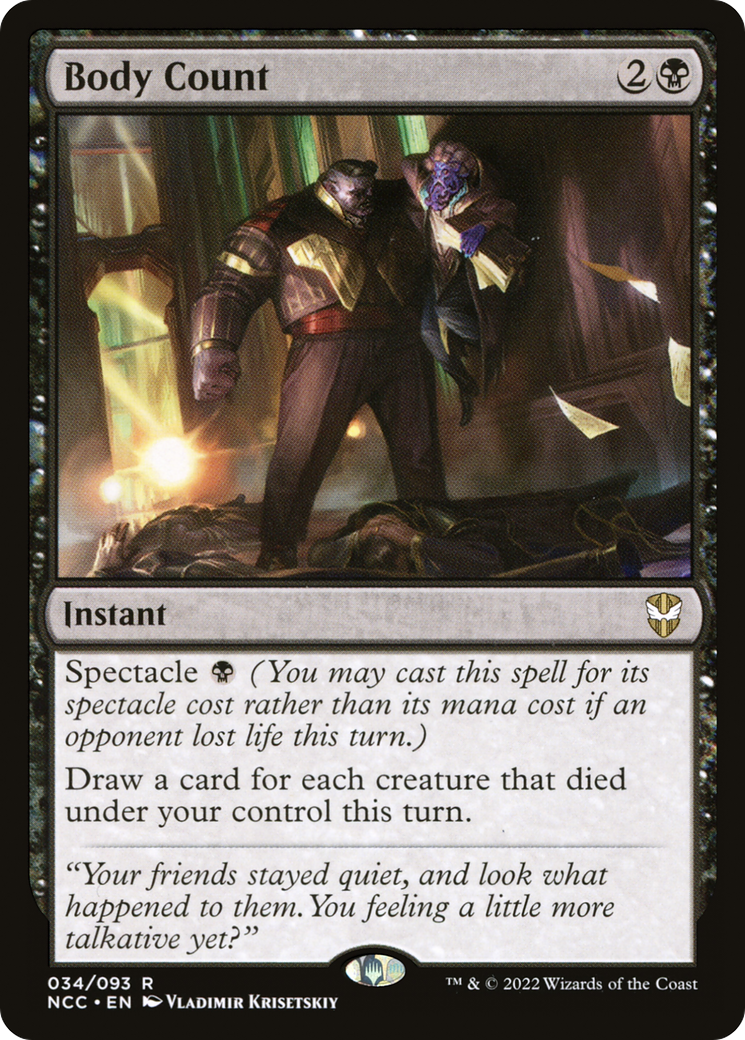 Body Count 2
Instant
Spectacle (You may cast this spell for its
spectacle cost rather than its mana cost if an
opponent lost life this turn.)
Draw a card for each creature that died
under your control this turn.
“Your friends stayed quiet, and look what
happened to them. You feeling a little more
talkative yet?”
034/093 R
NCC • EN Vladimir Krisetskiy
™ & © 2022 Wizards of the Coast